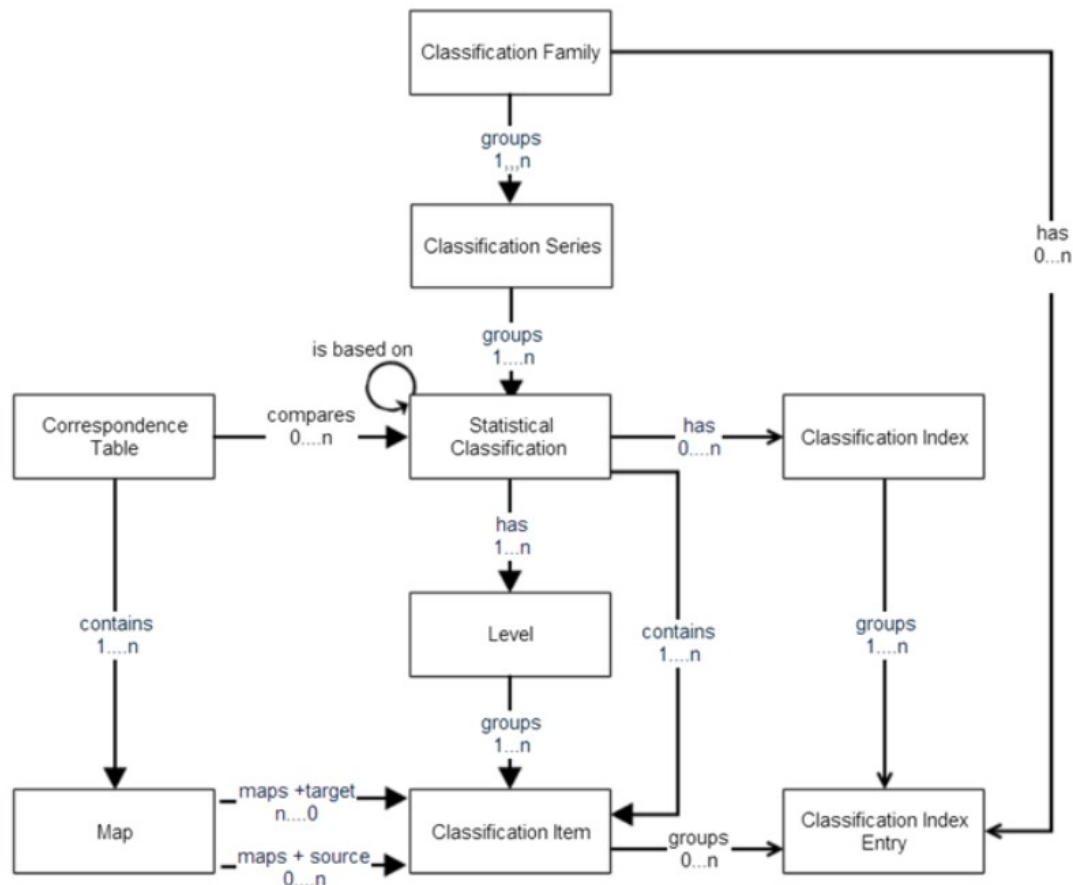 Classification Family
groups
1,,,n
has
0...n
Classification Series
groups
1....n
is based on
Correspondence
Table
compares
0....n
Statistical
Classification
has
0....n
Classification Index
has
1...n
contains
1....n
Level
contains
1....n
groups
1....n
groups
1...n
Map
maps +target
n....0
maps + source
0....n
Classification Item
groups
0...n
Classification Index
Entry